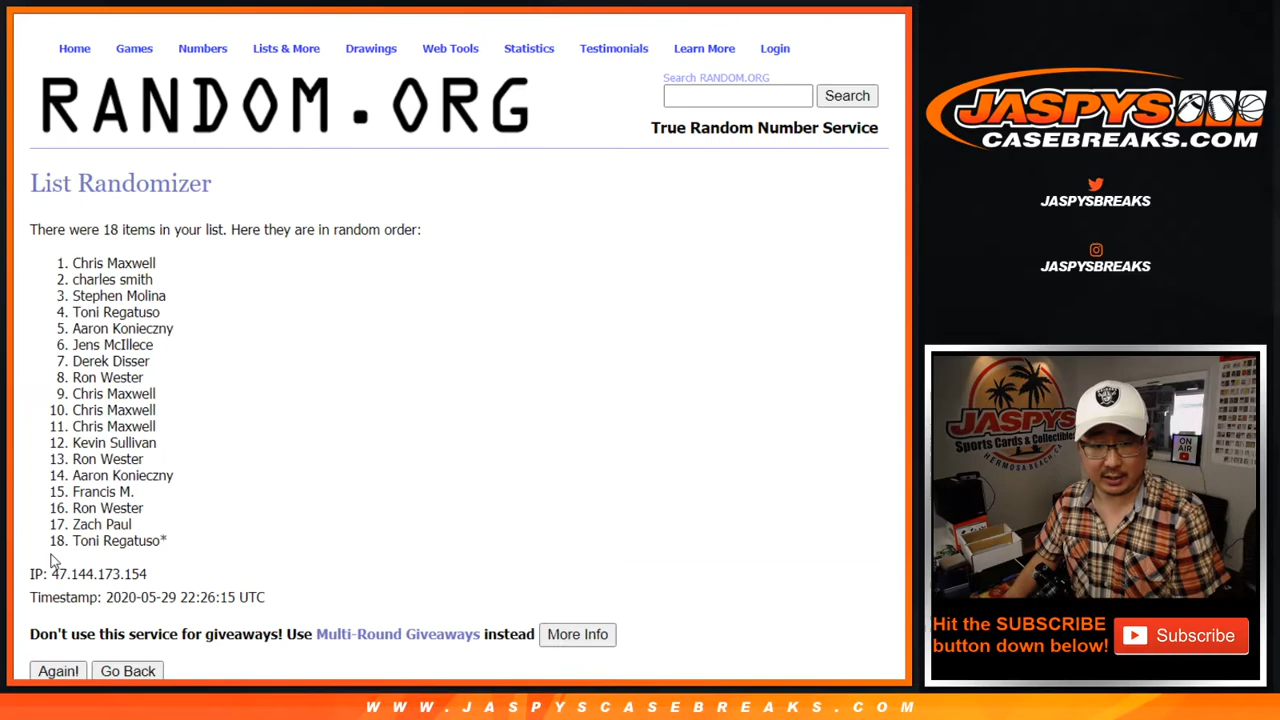 Home Games Numbers Lists & More Drawings Web Tools Statistics Testimonials Learn More Login
RANDOM.ORG
Search RANDOM.ORG
Search
True Random Number Service
List Randomizer
There were 18 items in your list. Here they are in random order:
1. Chris Maxwell
2. charles smith
3. Stephen Molina
4. Toni Regatuso
5. Aaron Konieczny
6. Jens McIllece
7. Derek Disser
8. Ron Wester
9. Chris Maxwell
10. Chris Maxwell
11. Chris Maxwell
12. Kevin Sullivan
13. Ron Wester
14. Aaron Konieczny
15. Francis M.
16. Ron Wester
17. Zach Paul
18. Toni Regatuso*
IP: 47.144.173.154
Timestamp: 2020-05-29 22:26:15 UTC
Don't use this service for giveaways! Use Multi-Round Giveaways instead More Info
Again! Go Back
JASPYS
CASEBREAKS.COM
JASPYSBREAKS
JASPYSBREAKS
JASPYS
Sports Cards & Collectibles
HERMOSA BEACH, CA
ON AIR
RAIDERS
Hit the SUBSCRIBE
button down below!
Subscribe
WWW.JASPYSCASEBREAKS.COM